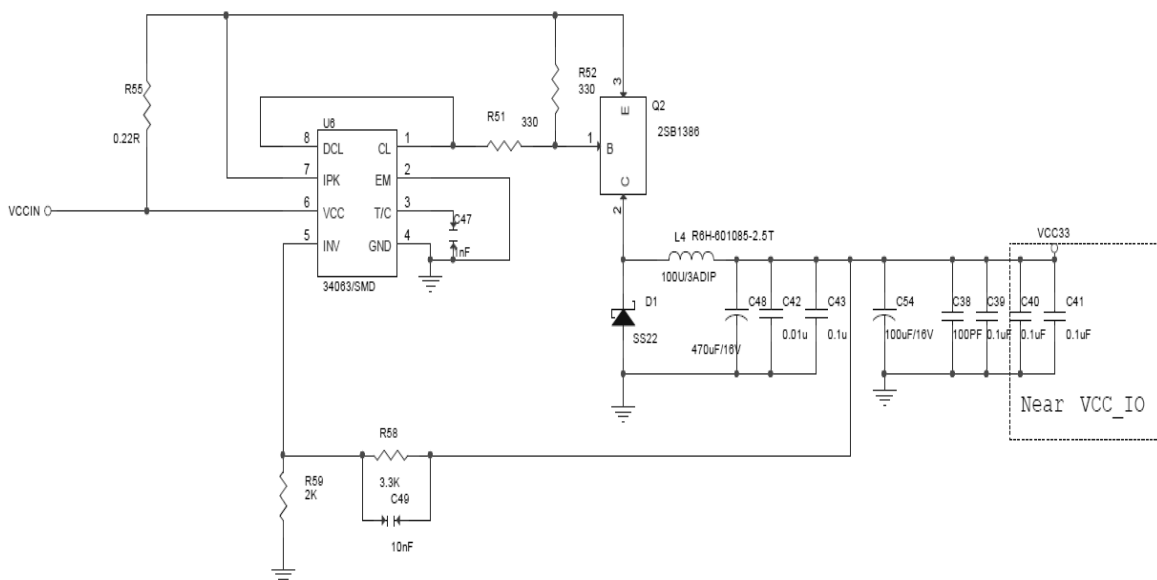 R55
0.22R
VCCIN
U6
8 DCL CL 1
7 IPK EM 2
6 VCC T/C 3
5 INV GND 4
34063/SMD
C47
1nF
R51 330
R52
330
Q2
2SB1386
3 E
1 B
C 2
L4 R6H-601085-2.5T
100U/3ADIP
D1
SS22
C48
470uF/16V
C42
0.01u
C43
0.1u
C54
100uF/16V
C38
100PF
C39
0.1uF
C40
0.1uF
C41
0.1uF
VCC33
Near VCC_IO
R58
3.3K
C49
10nF
R59
2K